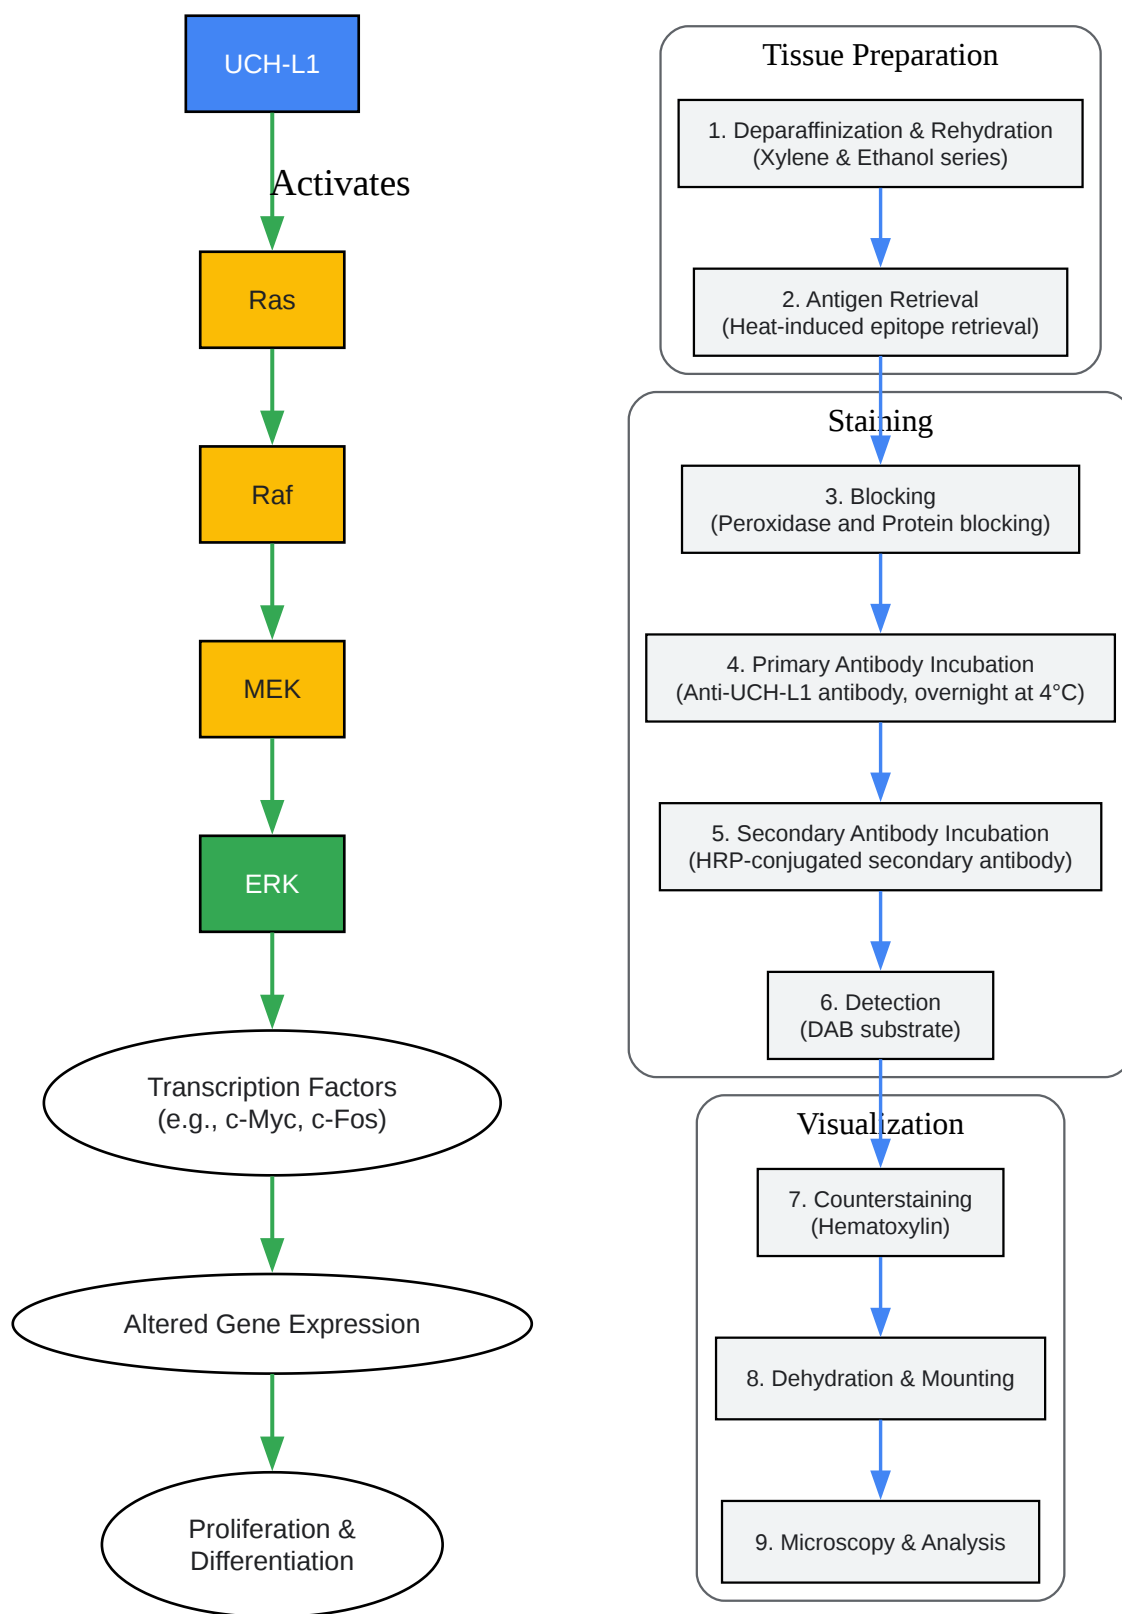 UCH-L1
Activates
Ras
Raf
MEK
ERK
Transcription Factors
(e.g., c-Myc, c-Fos)
Altered Gene Expression
Proliferation &
Differentiation
Tissue Preparation
1. Deparaffinization & Rehydration
(Xylene & Ethanol series)
2. Antigen Retrieval
(Heat-induced epitope retrieval)
Staining
3. Blocking
(Peroxidase and Protein blocking)
4. Primary Antibody Incubation
(Anti-UCH-L1 antibody, overnight at 4°C)
5. Secondary Antibody Incubation
(HRP-conjugated secondary antibody)
6. Detection
(DAB substrate)
Visualization
7. Counterstaining
(Hematoxylin)
8. Dehydration & Mounting
9. Microscopy & Analysis